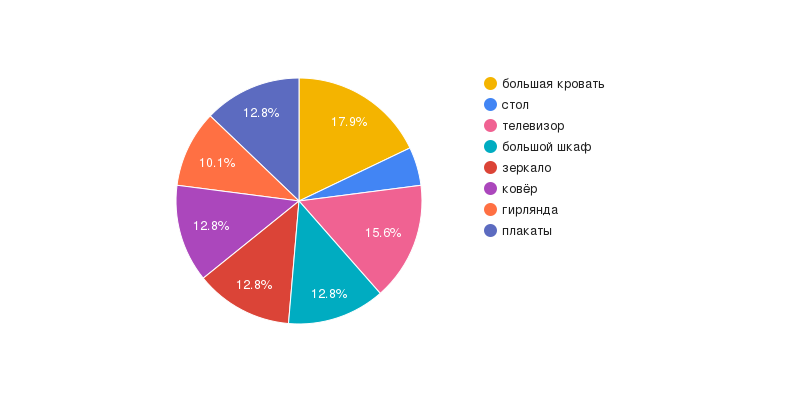 17.9%
15.6%
12.8%
12.8%
12.8%
10.1%
12.8%
большая кровать
стол
телевизор
большой шкаф
зеркало
ковёр
гирлянда
плакаты